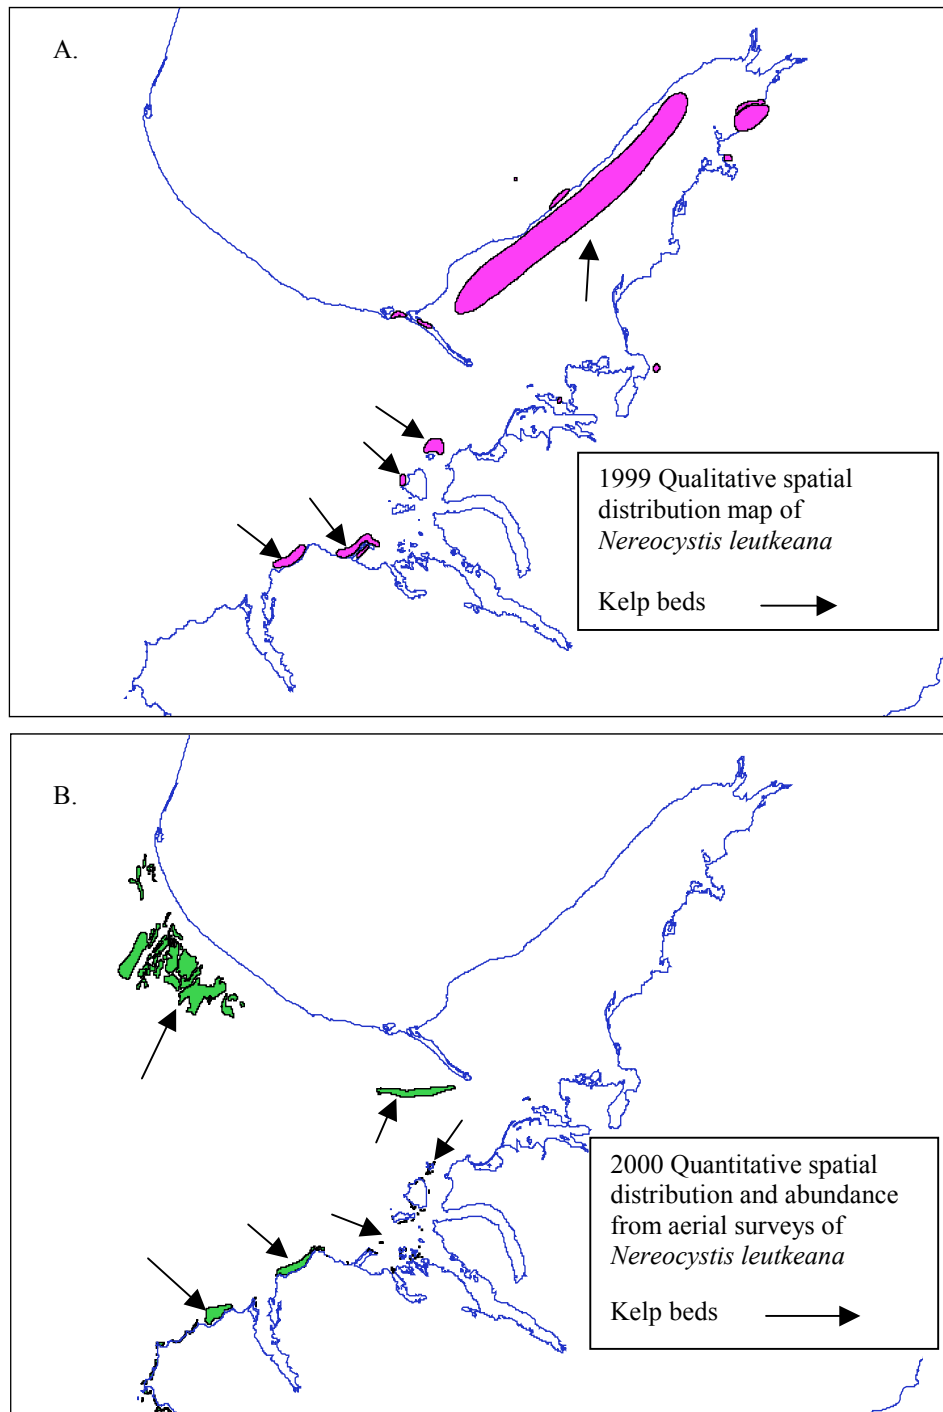 A.
1999 Qualitative spatial
distribution map of
Nereocystis leutkeana
Kelp beds
B.
2000 Quantitative spatial
distribution and abundance
from aerial surveys of
Nereocystis leutkeana
Kelp beds